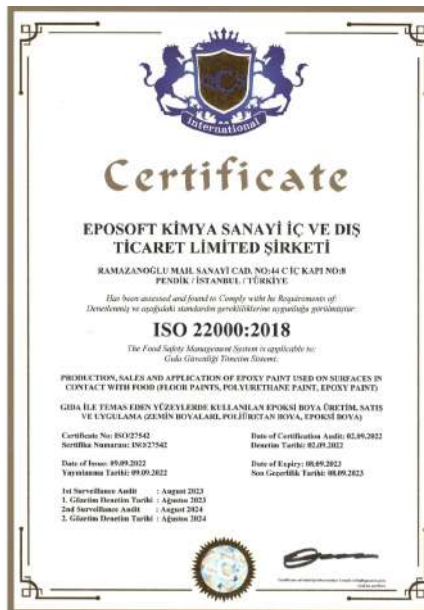 international
Certificate
EPOSOFT KİMYA SANAYİ İÇ VE DIŞ
TİCARET LİMİTED ŞİRKETİ
RAMAZANOĞLU MAH. SANAYİ CAD. NO:44 C İÇ KAPI NO:8
PENDİK / İSTANBUL / TÜRKİYE
Has been assessed and found to Comply witht he Requirements of:
Denetlenmiş ve aşağıdaki standardın gerekliliklerine uygunluğu görülmüştür:
ISO 22000:2018
The Food Safety Management System is applicable to:
Gıda Güvenliği Yönetim Sistemi:
PRODUCTION, SALES AND APPLICATION OF EPOXY PAINT USED ON SURFACES IN
CONTACT WITH FOOD (FLOOR PAINTS, POLYURETHANE PAINT, EPOXY PAINT)
GIDA İLE TEMAS EDEN YÜZEYLERDE KULLANILAN EPOKSİ BOYA ÜRETİM, SATIŞ
VE UYGULAMA (ZEMİN BOYALARI, POLİÜRETAN BOYA, EPOKSİ BOYA)
Certificate No: ISO/27542
Sertifika Numarası: ISO/27542
Date of Certification Audit: 02.09.2022
Denetim Tarihi: 02.09.2022
Date of Issue: 09.09.2022
Yayınlanma Tarihi: 09.09.2022
Date of Expiry: 08.09.2023
Son Geçerlilik Tarihi: 08.09.2023
1st Surveillance Audit : August 2023
1. Gözetim Denetim Tarihi : Ağustos 2023
2nd Surveillance Audit : August 2024
2. Gözetim Denetim Tarihi : Ağustos 2024